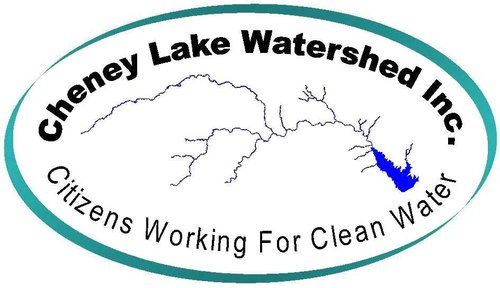 Cheney Lake Watershed Inc.
Citizens Working For Clean Water